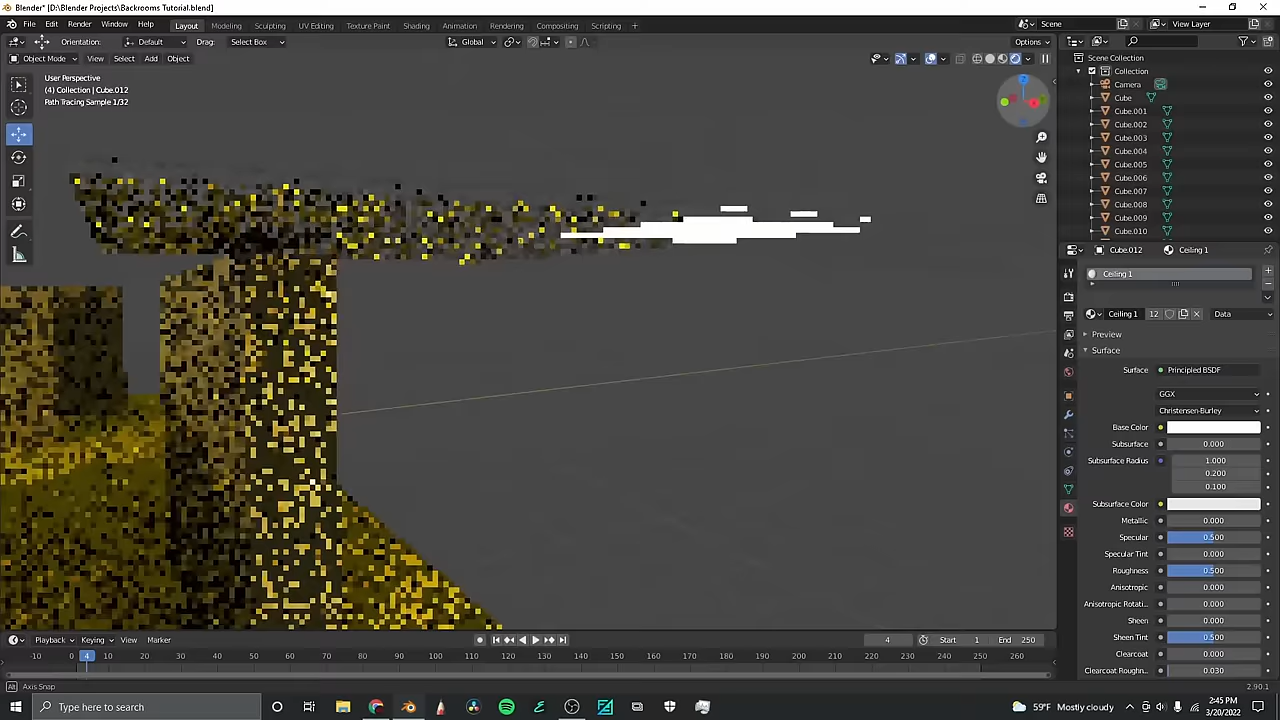 Blender* [D:\Blender Projects\Backrooms Tutorial.blend]
File Edit Render Window Help Layout Modeling Sculpting UV Editing Texture Paint Shading Animation Rendering Compositing Scripting + Scene View Layer
Orientation: Default Drag: Select Box Global Options
Object Mode View Select Add Object
User Perspective
(4) Collection | Cube.012
Path Tracing Sample 1/32
Scene Collection
Collection
Camera
Cube
Cube.001
Cube.002
Cube.003
Cube.004
Cube.005
Cube.006
Cube.007
Cube.008
Cube.009
Cube.010
Cube.012 Ceiling 1
Ceiling 1
Ceiling 1 12 Data
Preview
Surface
Surface Principled BSDF
GGX
Christensen-Burley
Base Color
Subsurface 0.000
Subsurface Radius 1.000
0.200
0.100
Subsurface Color
Metallic 0.000
Specular 0.500
Specular Tint 0.000
Roughness 0.500
Anisotropic 0.000
Anisotropic Rotati... 0.000
Sheen 0.000
Sheen Tint 0.500
Clearcoat 0.000
Clearcoat Roughn... 0.030
Playback Keying View Marker 4 Start 1 End 250
-10 0 4 10 20 30 40 50 60 70 80 90 100 110 120 130 140 150 160 170 180 190 200 210 220 230 240 250 260
Axis Snap 2.90.1
Type here to search 59°F Mostly cloudy 2:45 PM
3/20/2022